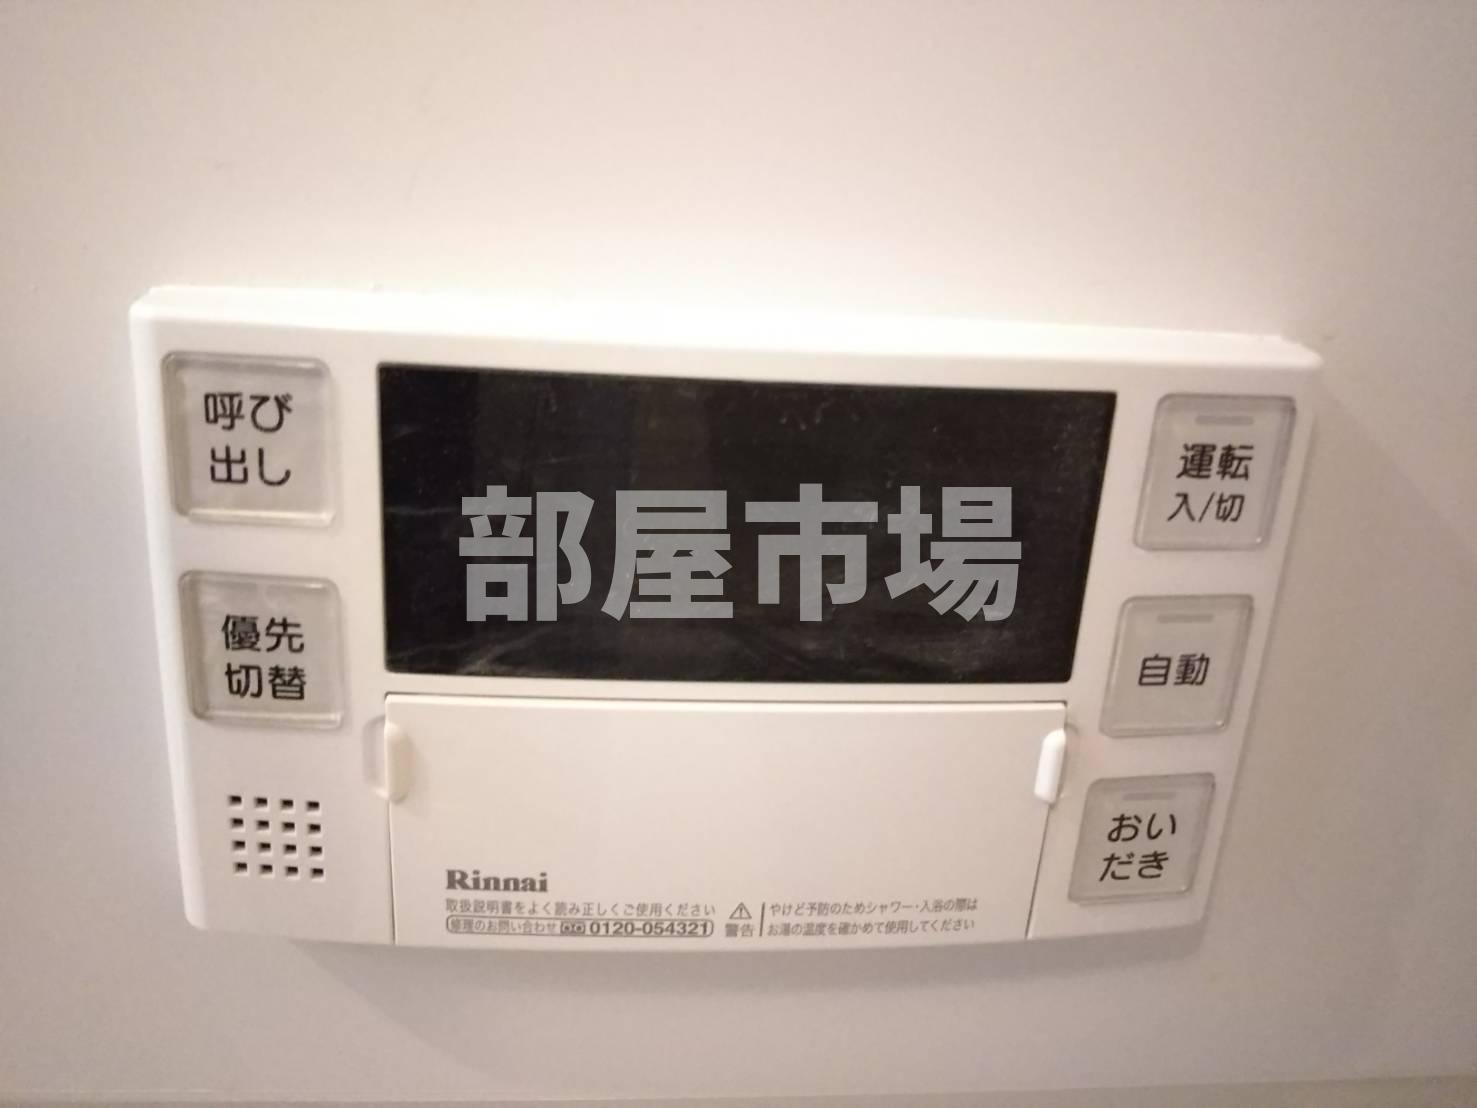 呼び
出し
優先
切替
部屋市場
運転
入/切
自動
おい
だき
Rinnai
取扱説明書をよく読み正しくご使用ください
修理のお問い合わせ 0120-054321
警告
やけど予防のためシャワー・入浴の際は
お湯の温度を確かめて使用してください